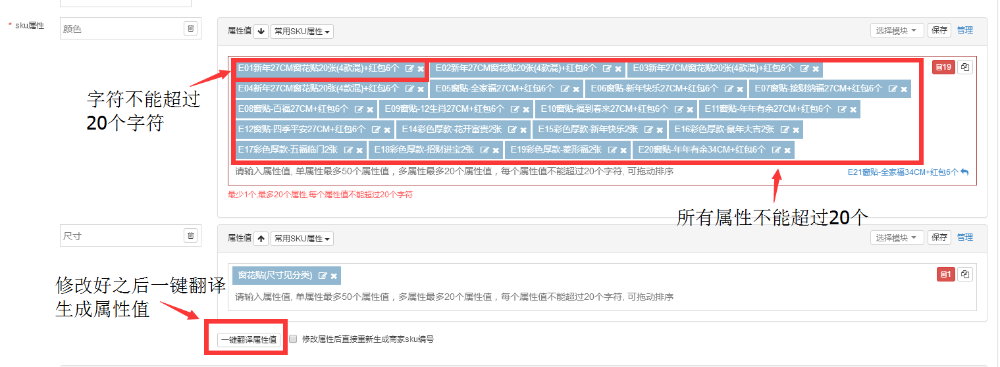 * sku属性
颜色
属性值
常用SKU属性
选择模块
保存
管理
E01新年27CM窗花贴20张(4款混)+红包6个
E02新年27CM窗花贴20张(4款混)+红包6个
E03新年27CM窗花贴20张(4款混)+红包6个
19
E04新年27CM窗花贴20张(4款混)+红包6个
E05窗贴-全家福27CM+红包6个
E06窗贴-新年快乐27CM+红包6个
E07窗贴-接财纳福27CM+红包6个
E08窗贴-百福27CM+红包6个
E09窗贴-12生肖27CM+红包6个
E10窗贴-福到春来27CM+红包6个
E11窗贴-年年有余27CM+红包6个
E12窗贴-四季平安27CM+红包6个
E14彩色厚款-花开富贵2张
E15彩色厚款-新年快乐2张
E16彩色厚款-鼠年大吉2张
E17彩色厚款-五福临门2张
E18彩色厚款-招财进宝2张
E19彩色厚款-菱形福2张
E20窗贴-年年有余34CM+红包6个
请输入属性值, 单属性最多50个属性值，多属性最多20个属性值，每个属性值不能超过20个字符, 可拖动排序
E21窗贴-全家福34CM+红包6个
最少1个,最多20个属性,每个属性值不能超过20个字符
字符不能超过
20个字符
所有属性不能超过20个
尺寸
属性值
常用SKU属性
选择模块
保存
管理
窗花贴(尺寸见分类)
1
请输入属性值, 单属性最多50个属性值，多属性最多20个属性值，每个属性值不能超过20个字符, 可拖动排序
修改好之后一键翻译
生成属性值
一键翻译属性值
修改属性后直接重新生成商家sku编号